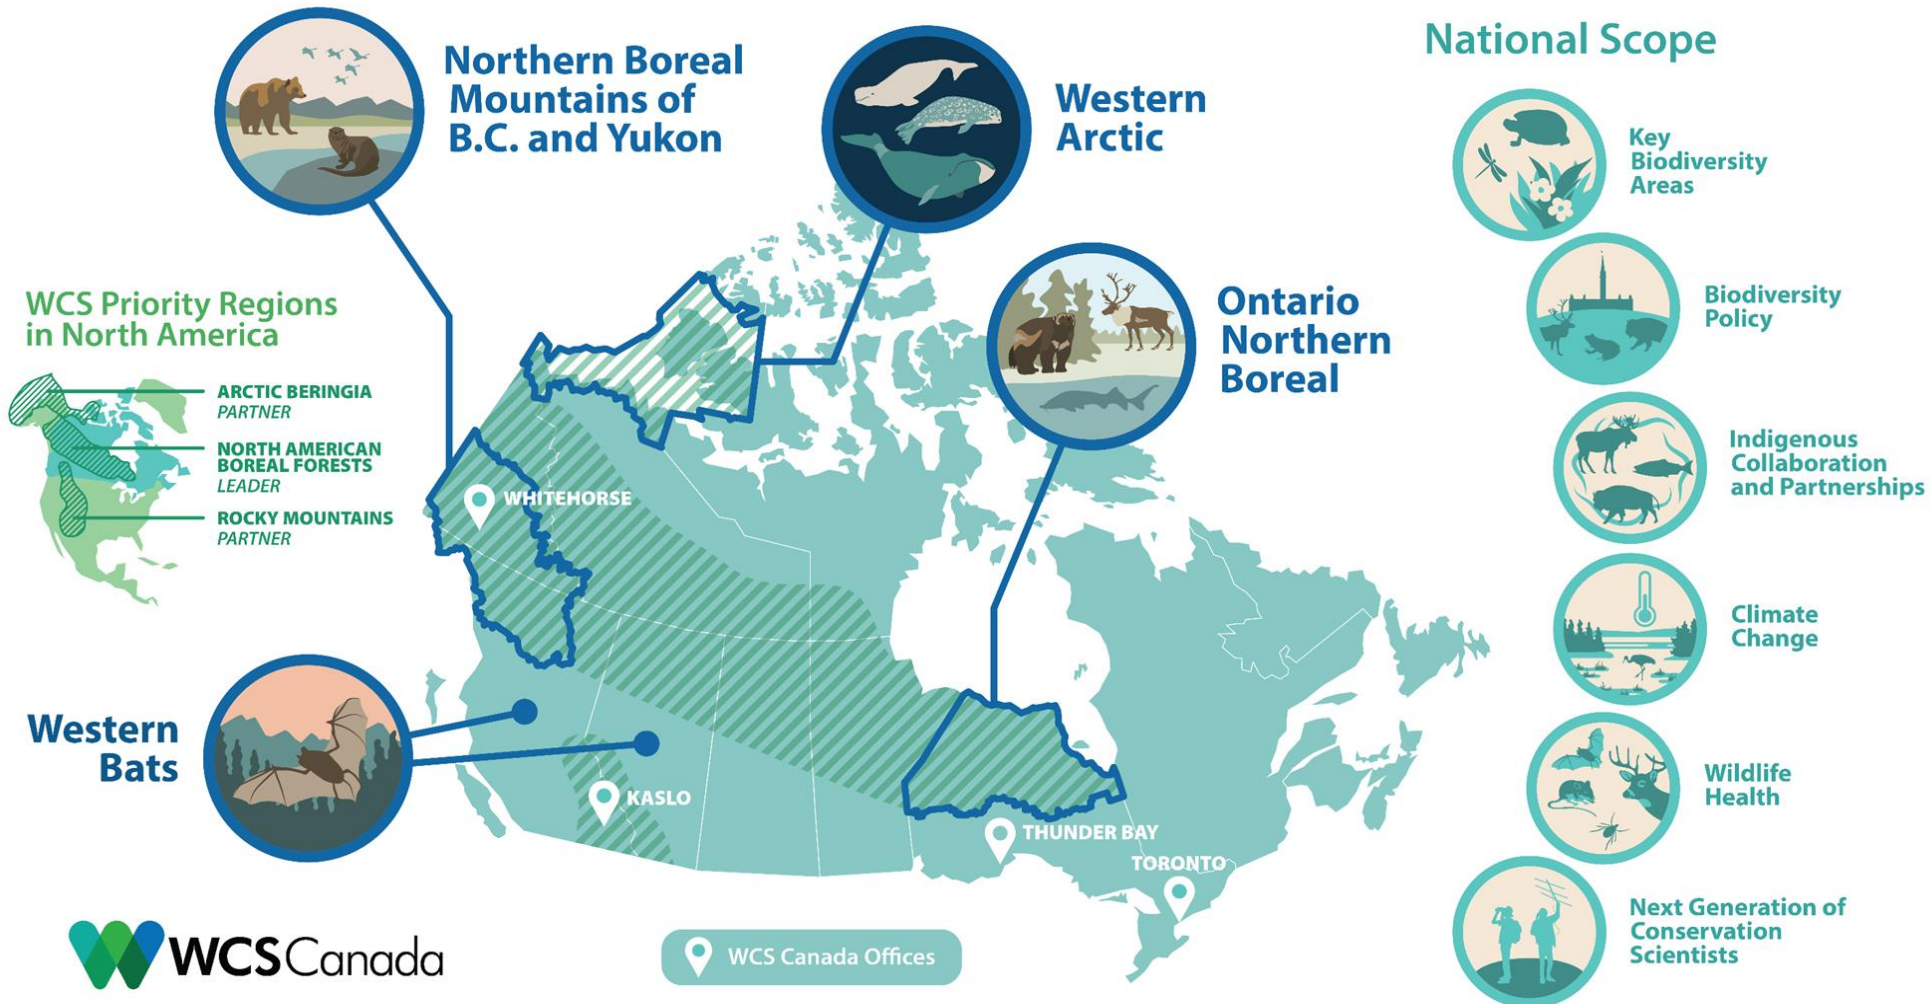 Northern Boreal
Mountains of
B.C. and Yukon
Western
Arctic
Ontario
Northern
Boreal
WCS Priority Regions
in North America
ARCTIC BERINGIA
PARTNER
NORTH AMERICAN
BOREAL FORESTS
LEADER
ROCKY MOUNTAINS
PARTNER
WHITEHORSE
Western
Bats
KASLO
THUNDER BAY
TORONTO
WCS Canada
WCS Canada Offices
National Scope
Key
Biodiversity
Areas
Biodiversity
Policy
Indigenous
Collaboration
and Partnerships
Climate
Change
Wildlife
Health
Next Generation of
Conservation
Scientists